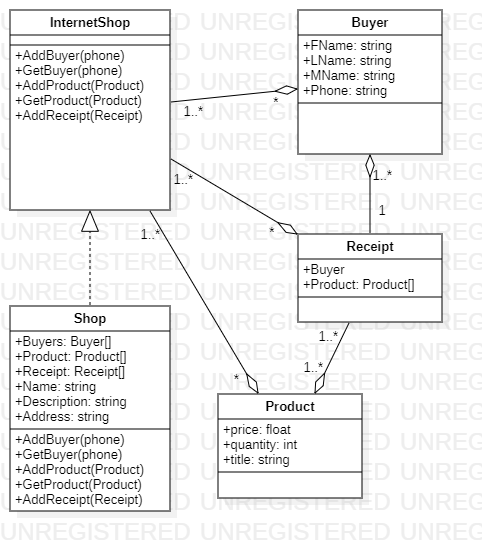 InternetShop
+AddBuyer(phone)
+GetBuyer(phone)
+AddProduct(Product)
+GetProduct(Product)
+AddReceipt(Receipt)
Buyer
+FName: string
+LName: string
+MName: string
+Phone: string
1..*
*
1..*
*
1..*
1
1..*
*
Receipt
+Buyer
+Product: Product[]
1..*
1..*
Shop
+Buyers: Buyer[]
+Product: Product[]
+Receipt: Receipt[]
+Name: string
+Description: string
+Address: string
+AddBuyer(phone)
+GetBuyer(phone)
+AddProduct(Product)
+GetProduct(Product)
+AddReceipt(Receipt)
Product
+price: float
+quantity: int
+title: string
UNREGISTERED UNREGISTERED UNREGISTERED